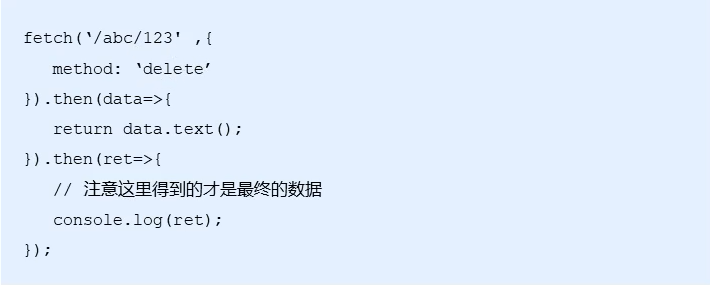 fetch(‘/abc/123' ,{
method: ‘delete’
}).then(data=>{
return data.text();
}).then(ret=>{
// 注意这里得到的才是最终的数据
console.log(ret);
});